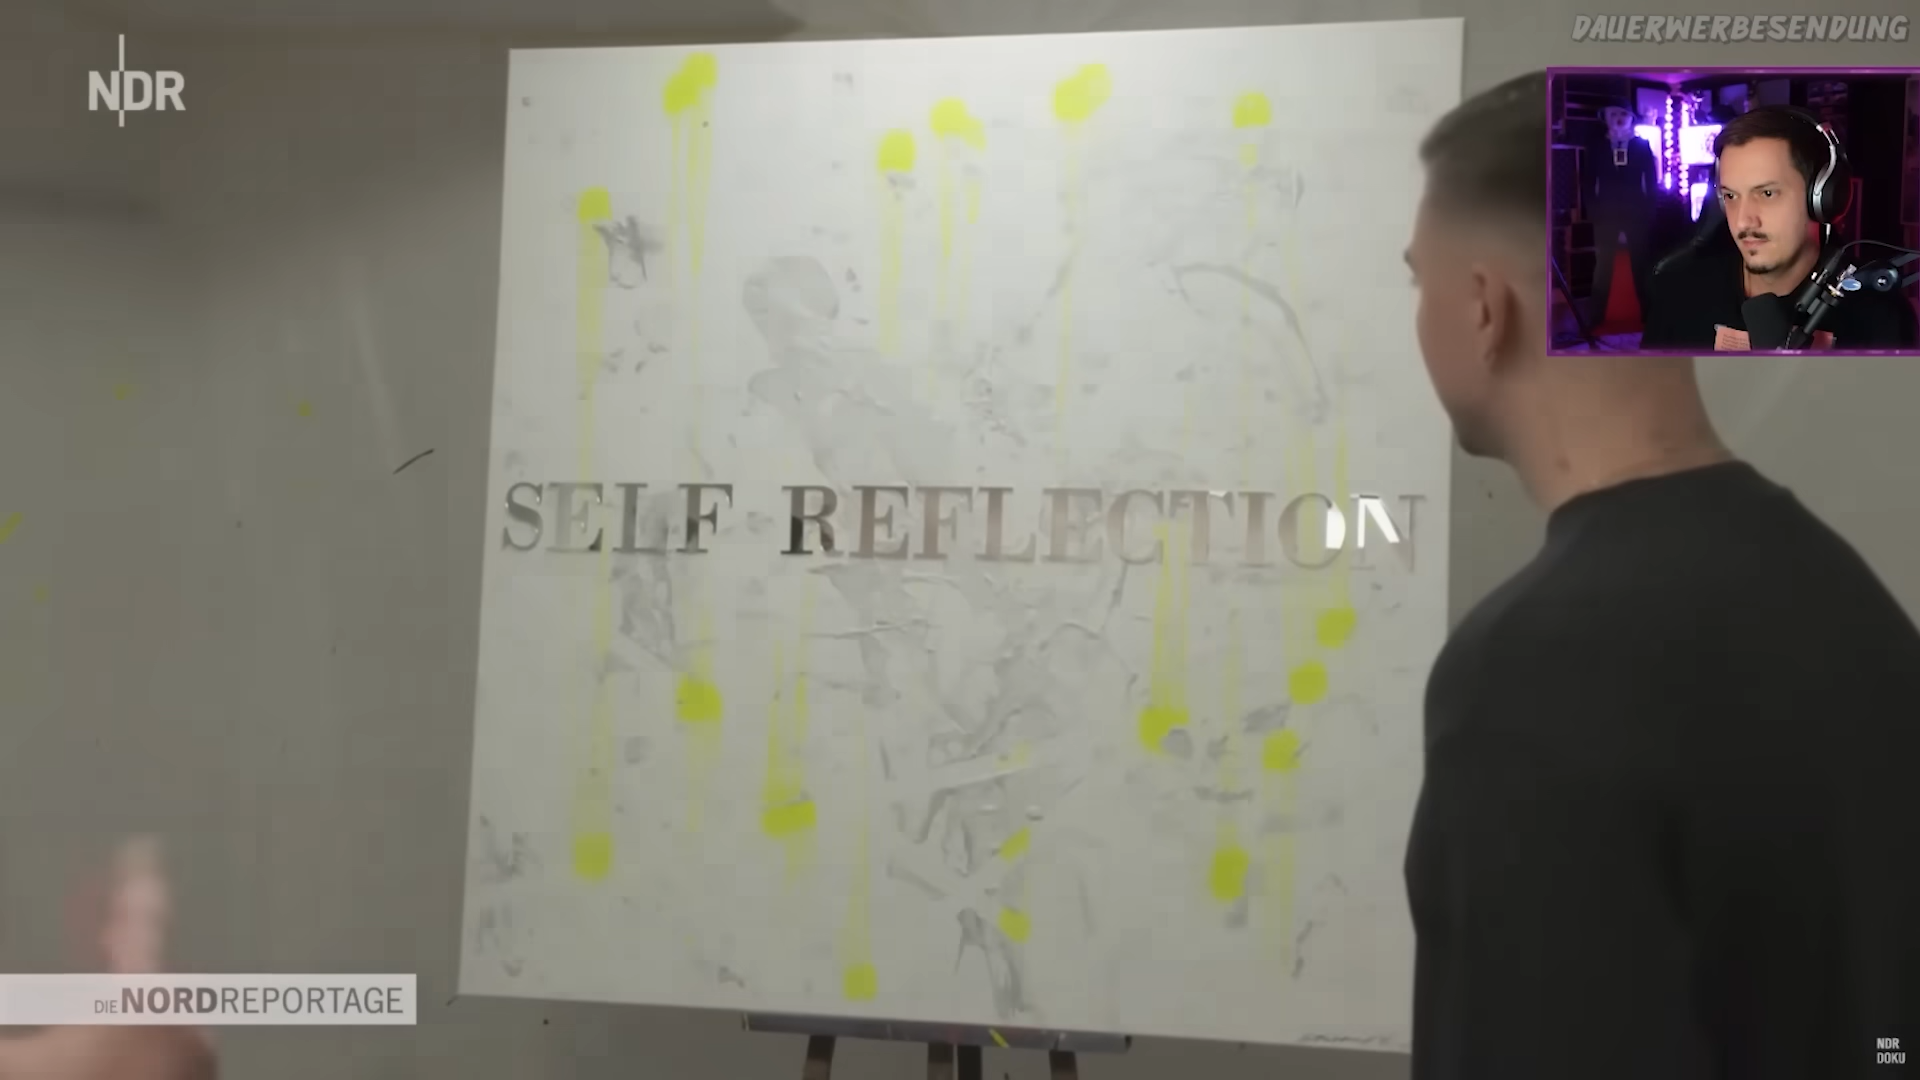 DAUERWERBESENDUNG
NDR
SELF REFLECTION
DIE NORDREPORTAGE
NDR
DOKU